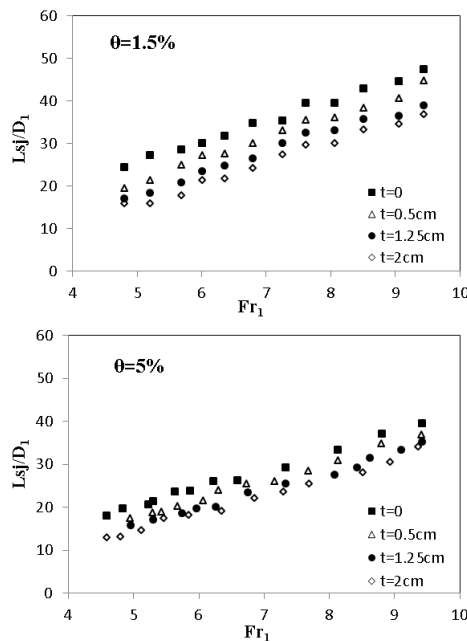 60
θ=1.5%
50
40
Lsj/D1
30
20
■ t=0
△ t=0.5cm
10
● t=1.25cm
◇ t=2cm
0
4 5 6 7 8 9 10
Fr1
60
θ=5%
50
40
Lsj/D1
30
20
■ t=0
△ t=0.5cm
10
● t=1.25cm
◇ t=2cm
0
4 5 6 7 8 9 10
Fr1